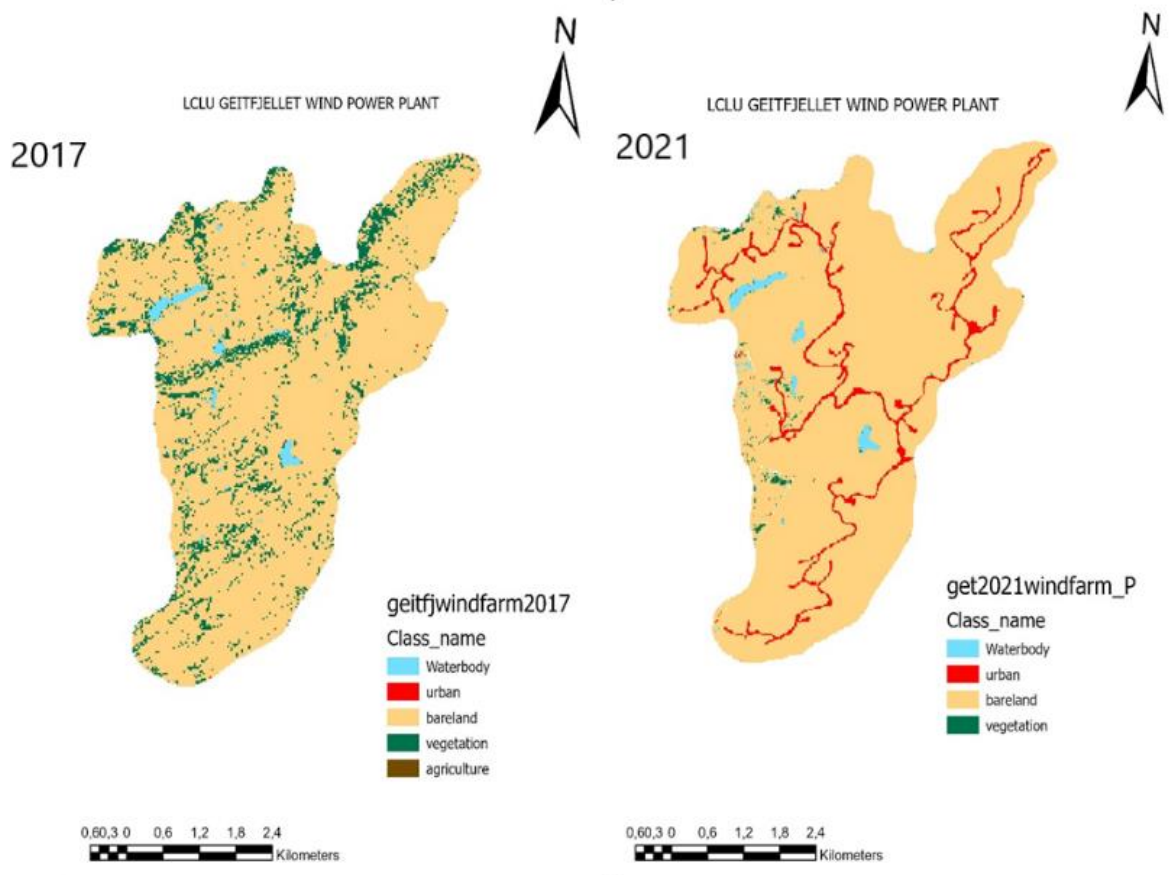 N
LCLU GEITFJELLET WIND POWER PLANT
2017
geitfjwindfarm2017
Class_name
Waterbody
urban
bareland
vegetation
agriculture
0,60,3 0 0,6 1,2 1,8 2,4
Kilometers
N
LCLU GEITFJELLET WIND POWER PLANT
2021
get2021windfarm_P
Class_name
Waterbody
urban
bareland
vegetation
0,60,3 0 0,6 1,2 1,8 2,4
Kilometers